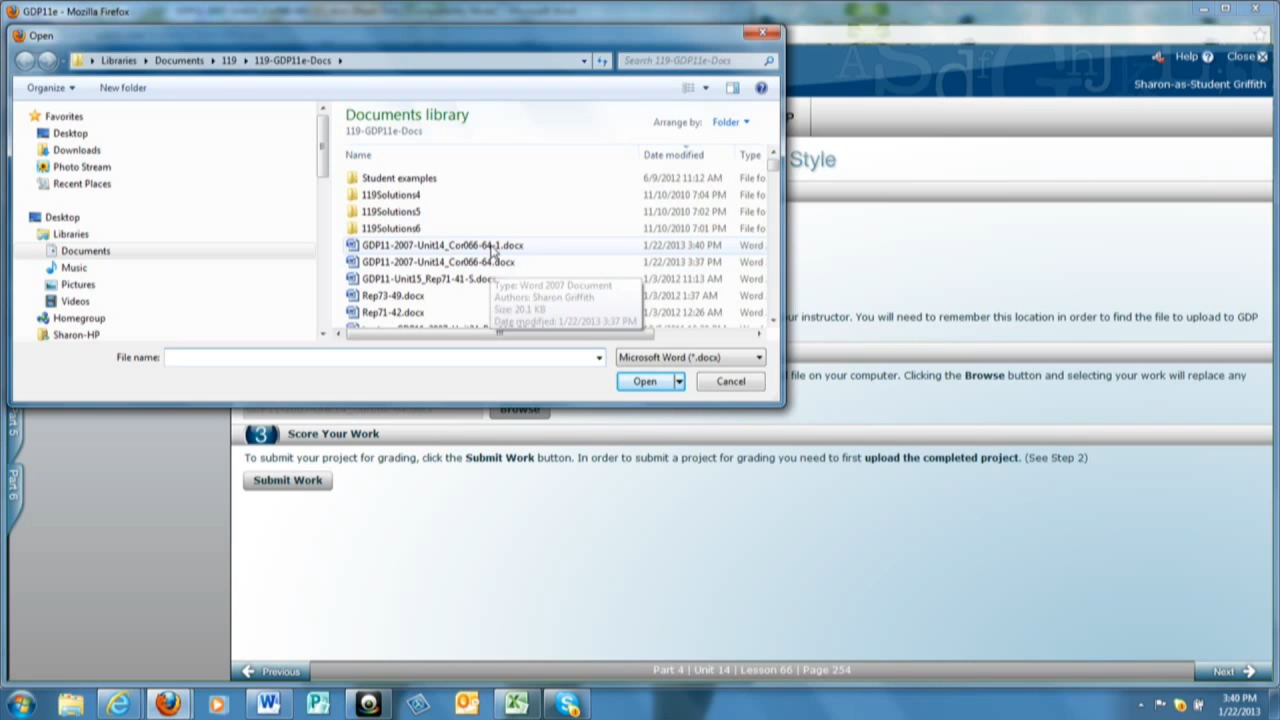 GDP11e - Mozilla Firefox
Open
Libraries Documents 119 119-GDP11e-Docs
Search 119-GDP11e-Docs
Help Close
Sharon-as-Student Griffith
Organize New folder
Favorites
Desktop
Downloads
Photo Stream
Recent Places
Desktop
Libraries
Documents
Music
Pictures
Videos
Homegroup
Sharon-HP
Documents library
119-GDP11e-Docs
Arrange by: Folder
Name Date modified Type
Student examples 6/9/2012 11:12 AM File fo
119Solutions4 11/10/2010 7:04 PM File fo
119Solutions5 11/10/2010 7:02 PM File fo
119Solutions6 11/10/2010 7:01 PM File fo
GDP11-2007-Unit14_Cor066-64-1.docx 1/22/2013 3:40 PM Word
GDP11-2007-Unit14_Cor066-64.docx 1/22/2013 3:37 PM Word
GDP11-Unit15_Rep71-41-S.docx 1/3/2012 11:13 AM Word
Rep73-49.docx 1/3/2012 1:37 AM Word
Rep71-42.docx 1/3/2012 12:26 AM Word
Type: Word 2007 Document
Authors: Sharon Griffith
Size: 20.1 KB
Date modified: 1/22/2013 3:37 PM
File name: Microsoft Word (*.docx)
Open Cancel
Style
ur instructor. You will need to remember this location in order to find the file to upload to GDP
file on your computer. Clicking the Browse button and selecting your work will replace any
Browse
Part 5
Part 6
3 Score Your Work
To submit your project for grading, click the Submit Work button. In order to submit a project for grading you need to first upload the completed project. (See Step 2)
Submit Work
Previous Part 4 | Unit 14 | Lesson 66 | Page 254 Next
3:40 PM
1/22/2013